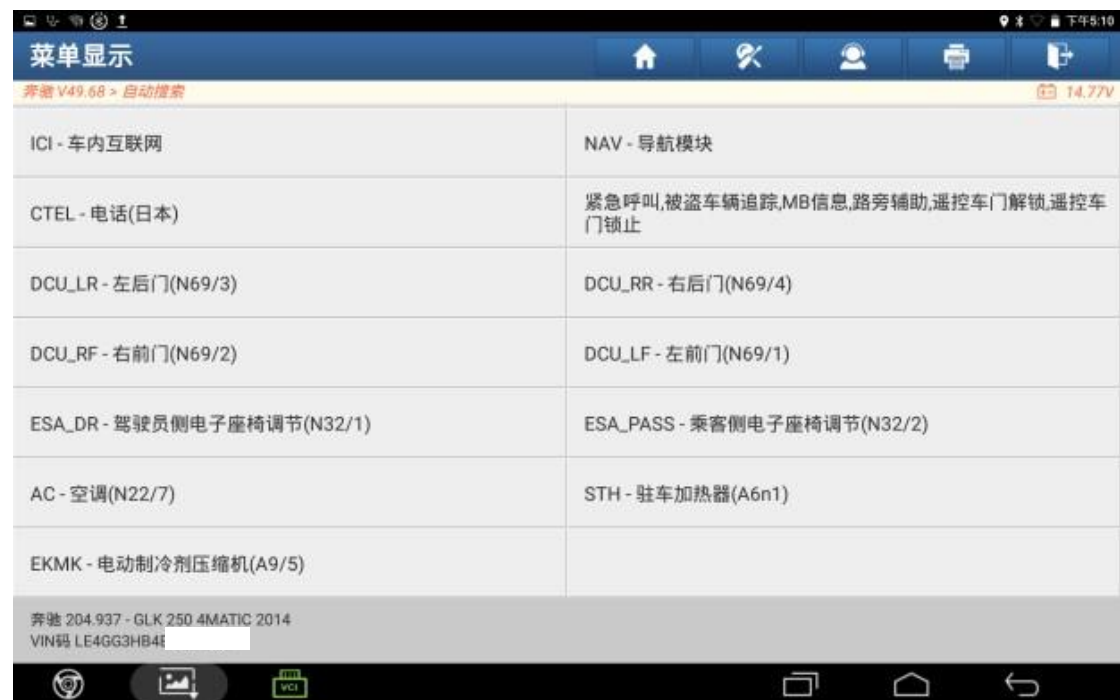 下午5:10
菜单显示
奔驰 V49.68 > 自动搜索
14.77V
ICI - 车内互联网
NAV - 导航模块
CTEL - 电话(日本)
紧急呼叫,被盗车辆追踪,MB信息,路旁辅助,遥控车门解锁,遥控车
门锁止
DCU_LR - 左后门(N69/3)
DCU_RR - 右后门(N69/4)
DCU_RF - 右前门(N69/2)
DCU_LF - 左前门(N69/1)
ESA_DR - 驾驶员侧电子座椅调节(N32/1)
ESA_PASS - 乘客侧电子座椅调节(N32/2)
AC - 空调(N22/7)
STH - 驻车加热器(A6n1)
EKMK - 电动制冷剂压缩机(A9/5)
奔驰 204.937 - GLK 250 4MATIC 2014
VIN码 LE4GG3HB4E
VCI